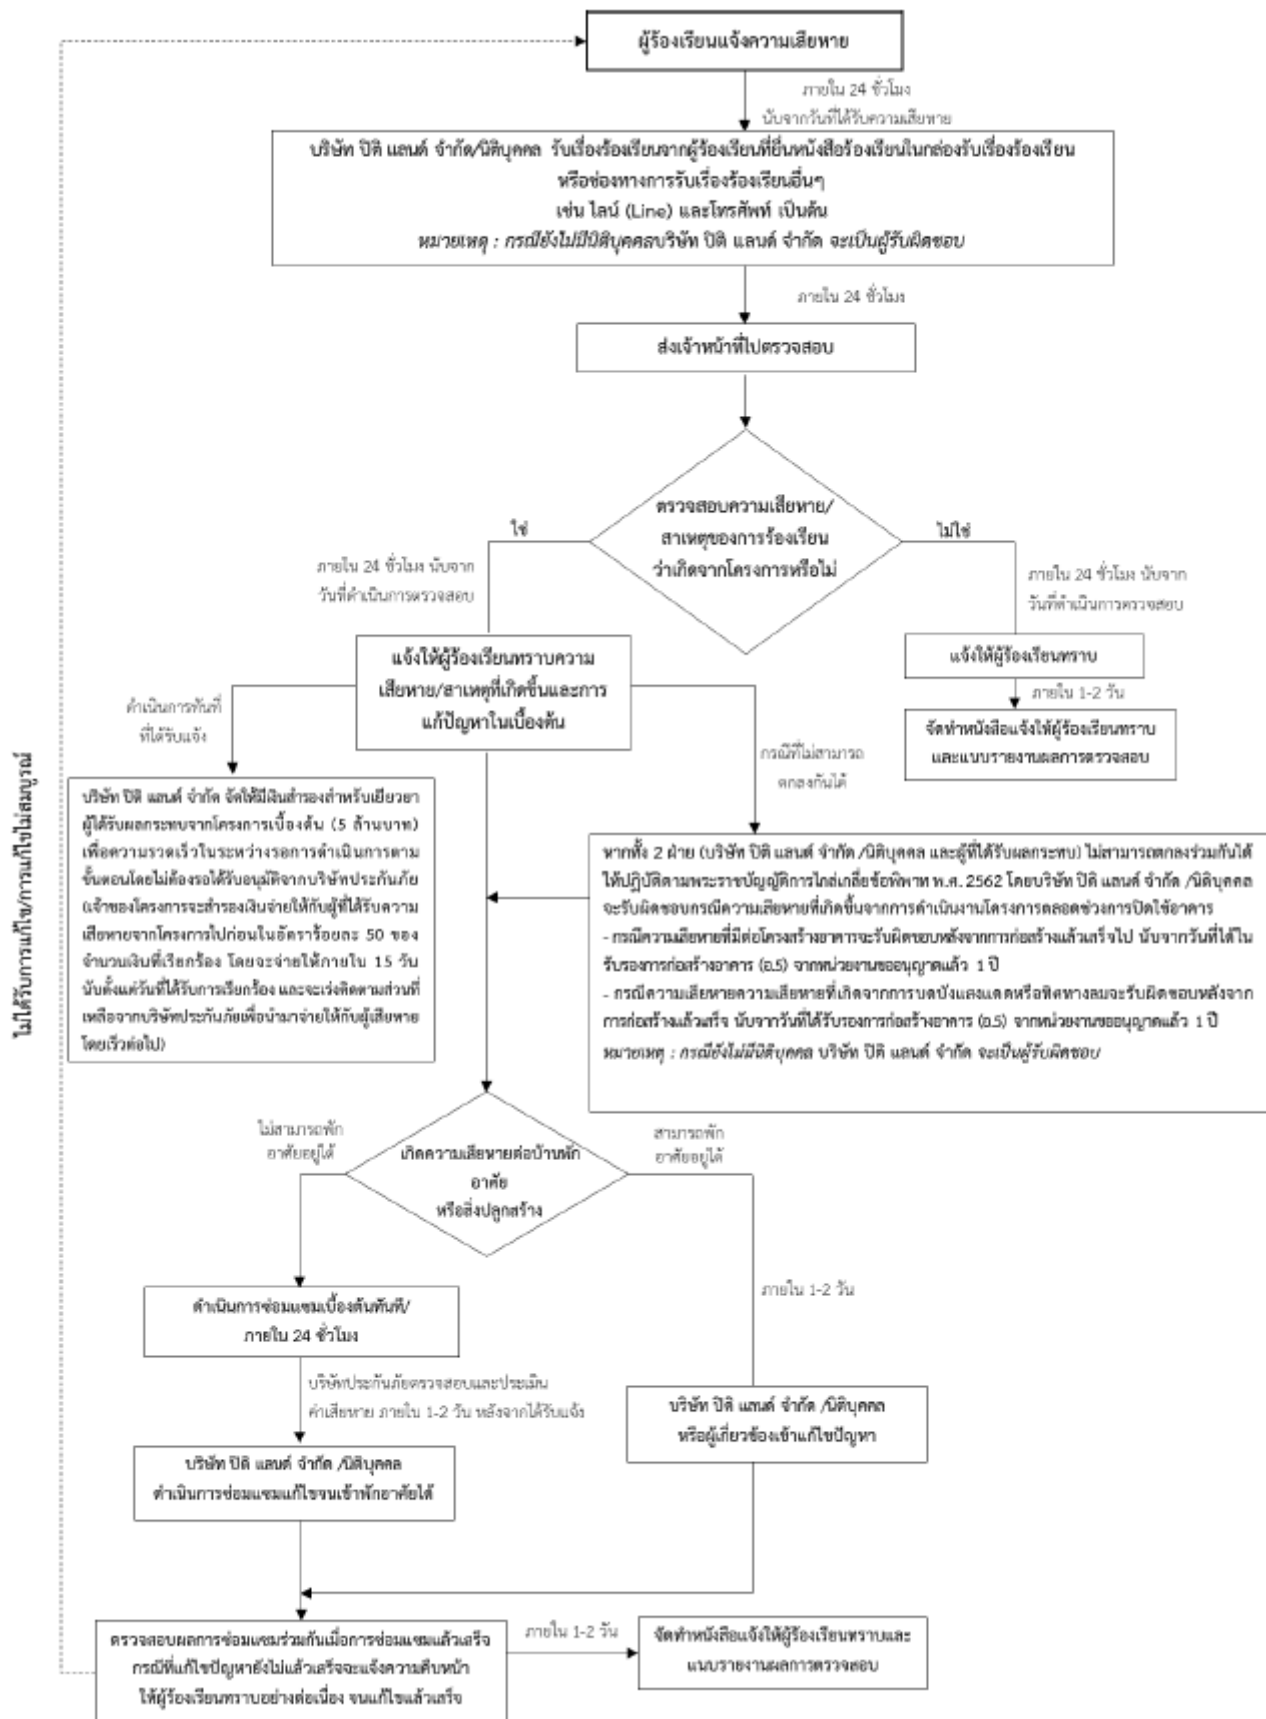 ผู้ร้องเรียนแจ้งความเสียหาย
ภายใน 24 ชั่วโมง
นับจากวันที่ได้รับความเสียหาย
บริษัท ปิติ แลนด์ จำกัด/นิติบุคคล รับเรื่องร้องเรียนจากผู้ร้องเรียนที่ยื่นหนังสือร้องเรียนในกล่องรับเรื่องร้องเรียน
หรือช่องทางการรับเรื่องร้องเรียนอื่นๆ
เช่น ไลน์ (Line) และโทรศัพท์ เป็นต้น
หมายเหตุ : กรณียังไม่มีนิติบุคคลบริษัท ปิติ แลนด์ จำกัด จะเป็นผู้รับผิดชอบ
ภายใน 24 ชั่วโมง
ส่งเจ้าหน้าที่ไปตรวจสอบ
ตรวจสอบความเสียหาย/
สาเหตุของการร้องเรียน
ว่าเกิดจากโครงการหรือไม่
ใช่
ไม่ใช่
ภายใน 24 ชั่วโมง นับจาก
วันที่ดำเนินการตรวจสอบ
ภายใน 24 ชั่วโมง นับจาก
วันที่ดำเนินการตรวจสอบ
แจ้งให้ผู้ร้องเรียนทราบความ
เสียหาย/สาเหตุที่เกิดขึ้นและการ
แก้ปัญหาในเบื้องต้น
แจ้งให้ผู้ร้องเรียนทราบ
ภายใน 1-2 วัน
จัดทำหนังสือแจ้งให้ผู้ร้องเรียนทราบ
และแนบรายงานผลการตรวจสอบ
ดำเนินการทันที
ที่ได้รับแจ้ง
กรณีที่ไม่สามารถ
ตกลงกันได้
บริษัท ปิติ แลนด์ จำกัด จัดให้มีเงินสำรองสำหรับเยียวยา
ผู้ได้รับผลกระทบจากโครงการเบื้องต้น (5 ล้านบาท)
เพื่อความรวดเร็วในระหว่างรอการดำเนินการตาม
ขั้นตอนโดยไม่ต้องรอได้รับอนุมัติจากบริษัทประกันภัย
(เจ้าของโครงการจะสำรองเงินจ่ายให้กับผู้ที่ได้รับความ
เสียหายจากโครงการไปก่อนในอัตราร้อยละ 50 ของ
จำนวนเงินที่เรียกร้อง โดยจะจ่ายให้ภายใน 15 วัน
นับตั้งแต่วันที่ได้รับการเรียกร้อง และจะเร่งติดตามส่วนที่
เหลือจากบริษัทประกันภัยเพื่อนำมาจ่ายให้กับผู้เสียหาย
โดยเร็วต่อไป)
หากทั้ง 2 ฝ่าย (บริษัท ปิติ แลนด์ จำกัด /นิติบุคคล และผู้ที่ได้รับผลกระทบ) ไม่สามารถตกลงร่วมกันได้
ให้ปฏิบัติตามพระราชบัญญัติการไกล่เกลี่ยข้อพิพาท พ.ศ. 2562 โดยบริษัท ปิติ แลนด์ จำกัด /นิติบุคคล
จะรับผิดชอบกรณีความเสียหายที่เกิดขึ้นจากการดำเนินงานโครงการตลอดช่วงการเปิดใช้อาคาร
- กรณีความเสียหายที่มีต่อโครงสร้างอาคารจะรับผิดชอบหลังจากการก่อสร้างแล้วเสร็จไป นับจากวันที่ได้ใบ
รับรองการก่อสร้างอาคาร (อ.5) จากหน่วยงานขออนุญาตแล้ว 1 ปี
- กรณีความเสียหายความเสียหายที่เกิดจากการบดบังแสงแดดหรือทิศทางลมจะรับผิดชอบหลังจาก
การก่อสร้างแล้วเสร็จ นับจากวันที่ได้รับรองการก่อสร้างอาคาร (อ.5) จากหน่วยงานขออนุญาตแล้ว 1 ปี
หมายเหตุ : กรณียังไม่มีนิติบุคคล บริษัท ปิติ แลนด์ จำกัด จะเป็นผู้รับผิดชอบ
ไม่ได้รับการแก้ไข/การแก้ไขไม่สมบูรณ์
ไม่สามารถพัก
อาศัยอยู่ได้
สามารถพัก
อาศัยอยู่ได้
เกิดความเสียหายต่อบ้านพัก
อาศัย
หรือสิ่งปลูกสร้าง
ภายใน 1-2 วัน
ดำเนินการซ่อมแซมเบื้องต้นทันที/
ภายใน 24 ชั่วโมง
บริษัทประกันภัยตรวจสอบและประเมิน
ค่าเสียหาย ภายใน 1-2 วัน หลังจากได้รับแจ้ง
บริษัท ปิติ แลนด์ จำกัด /นิติบุคคล
หรือผู้เกี่ยวข้องเข้าแก้ไขปัญหา
บริษัท ปิติ แลนด์ จำกัด /นิติบุคคล
ดำเนินการซ่อมแซมแก้ไขจนเข้าพักอาศัยได้
ตรวจสอบผลการซ่อมแซมร่วมกันเมื่อการซ่อมแซมแล้วเสร็จ
กรณีที่แก้ไขปัญหายังไม่แล้วเสร็จจะแจ้งความคืบหน้า
ให้ผู้ร้องเรียนทราบอย่างต่อเนื่อง จนแก้ไขแล้วเสร็จ
ภายใน 1-2 วัน
จัดทำหนังสือแจ้งให้ผู้ร้องเรียนทราบและ
แนบรายงานผลการตรวจสอบ